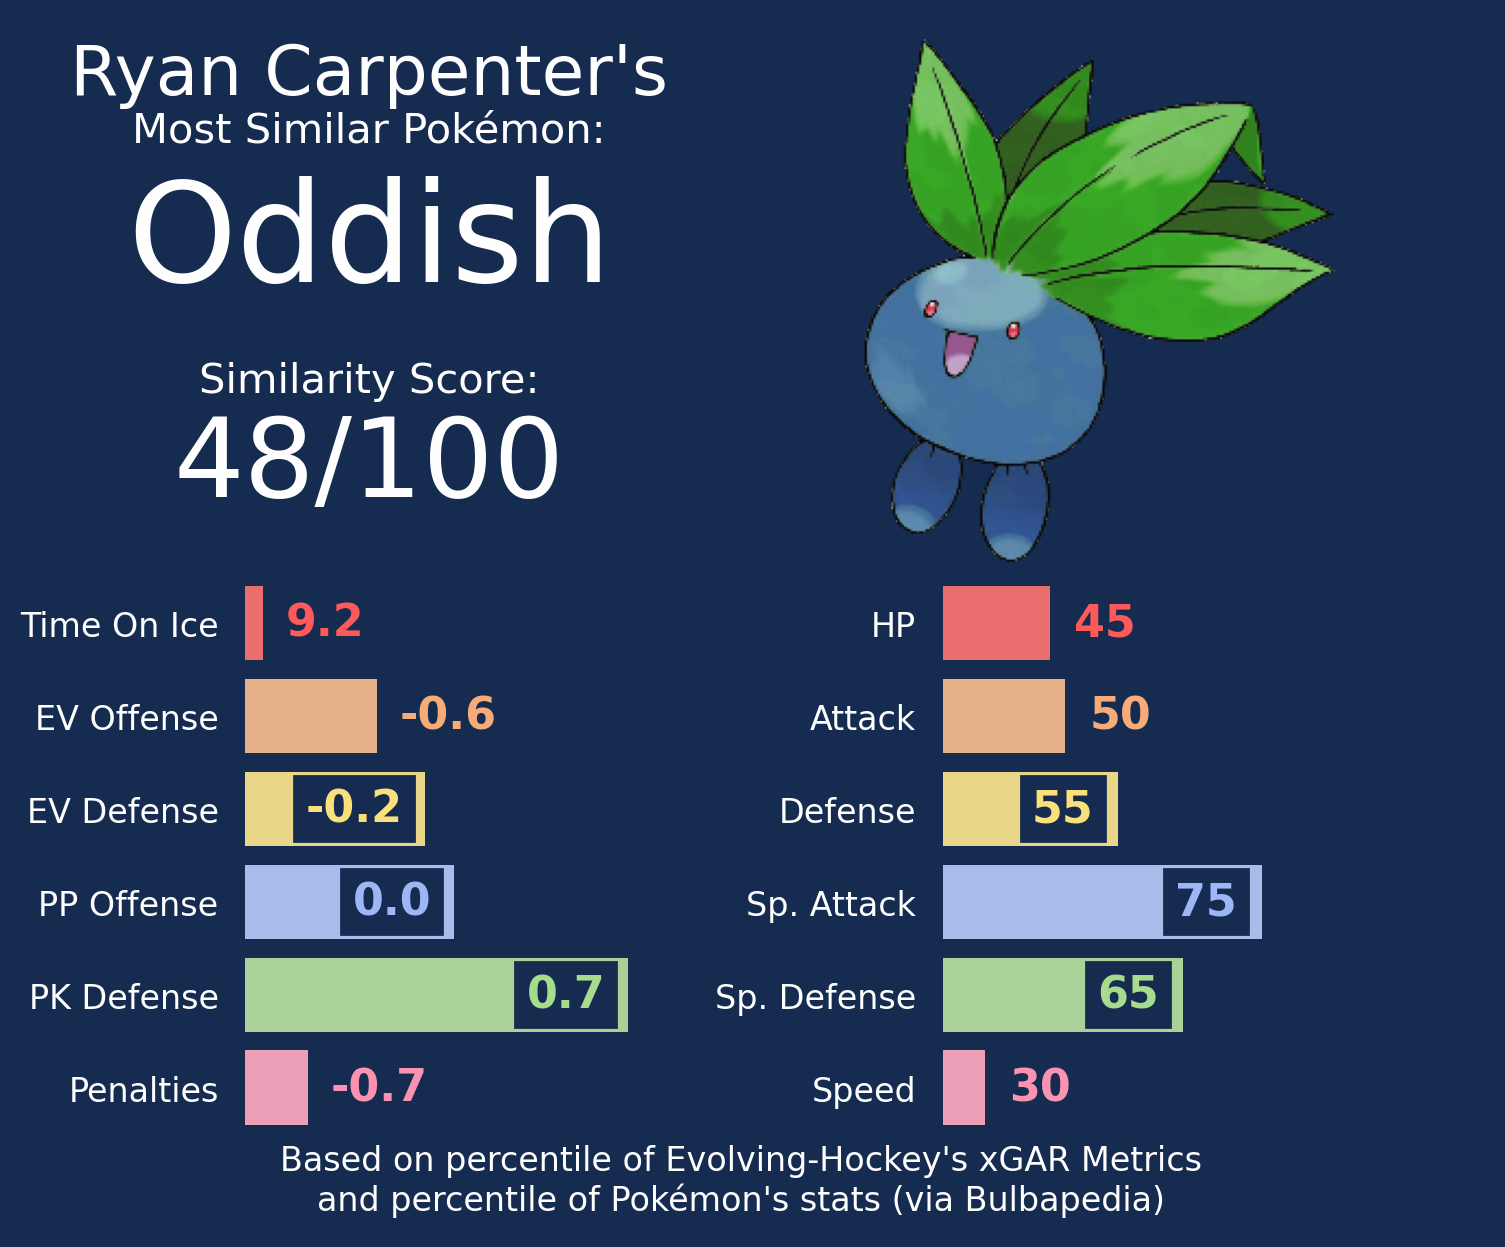 Ryan Carpenter's
Most Similar Pokémon:
Oddish
Similarity Score:
48/100
Time On Ice 9.2
EV Offense -0.6
EV Defense -0.2
PP Offense 0.0
PK Defense 0.7
Penalties -0.7
HP 45
Attack 50
Defense 55
Sp. Attack 75
Sp. Defense 65
Speed 30
Based on percentile of Evolving-Hockey's xGAR Metrics
and percentile of Pokémon's stats (via Bulbapedia)